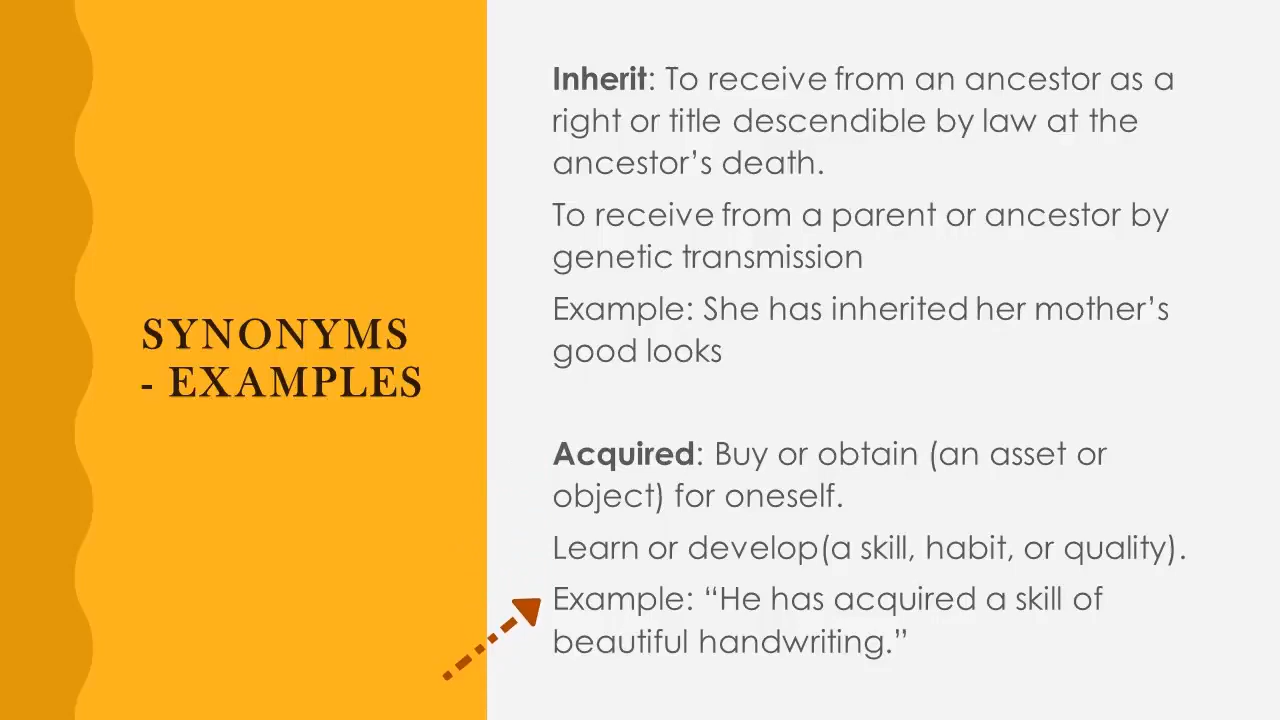 SYNONYMS
- EXAMPLES
Inherit: To receive from an ancestor as a
right or title descendible by law at the
ancestor’s death.
To receive from a parent or ancestor by
genetic transmission
Example: She has inherited her mother’s
good looks
Acquired: Buy or obtain (an asset or
object) for oneself.
Learn or develop(a skill, habit, or quality).
Example: “He has acquired a skill of
beautiful handwriting.”